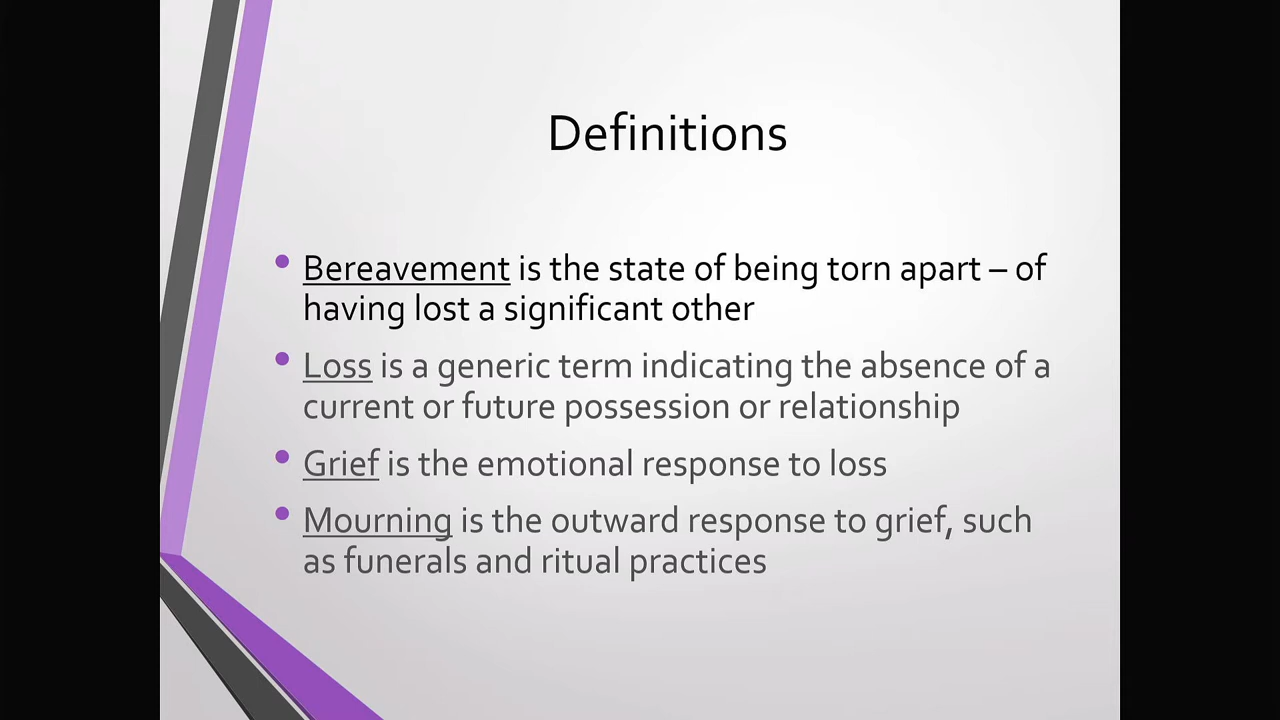 Definitions
• Bereavement is the state of being torn apart – of
having lost a significant other
• Loss is a generic term indicating the absence of a
current or future possession or relationship
• Grief is the emotional response to loss
• Mourning is the outward response to grief, such
as funerals and ritual practices